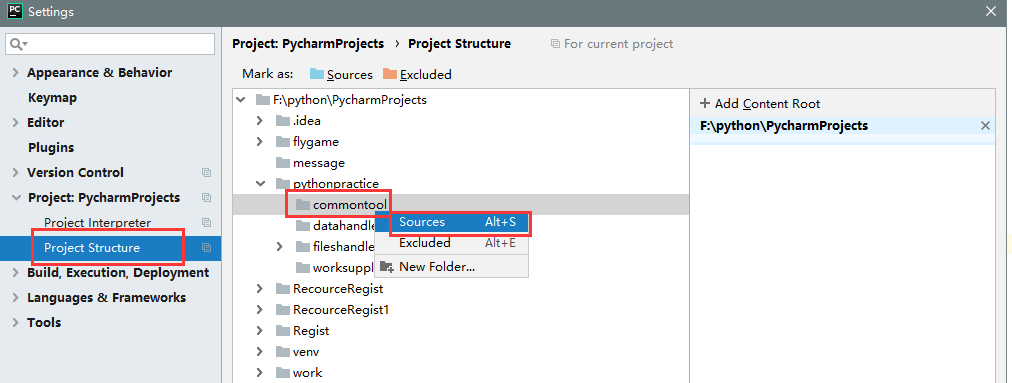 PC Settings
Project: PycharmProjects › Project Structure For current project
Appearance & Behavior
Keymap
Editor
Plugins
Version Control
Project: PycharmProjects
Project Interpreter
Project Structure
Build, Execution, Deployment
Languages & Frameworks
Tools
Mark as: Sources Excluded
F:\python\PycharmProjects
.idea
flygame
message
pythonpractice
commontool
datahandle
fileshandle
worksuppl
RecourceRegist
RecourceRegist1
Regist
venv
work
Sources Alt+S
Excluded Alt+E
New Folder...
+ Add Content Root
F:\python\PycharmProjects